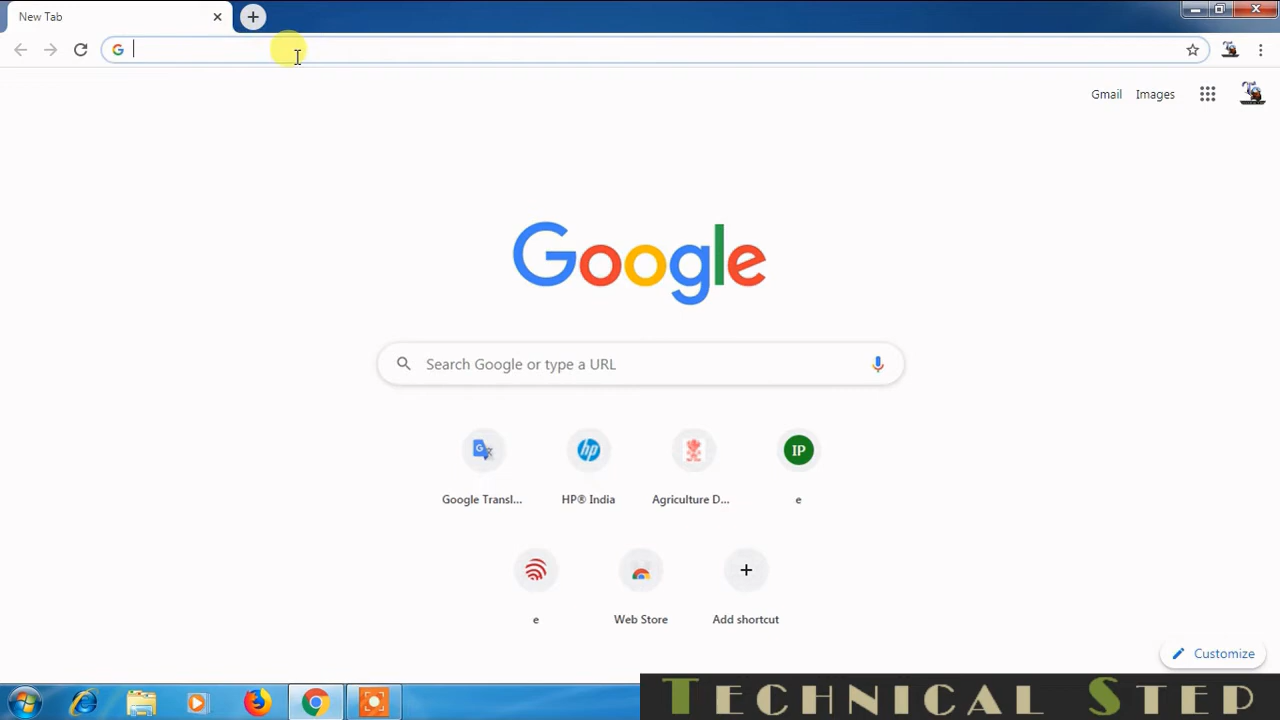 New Tab
Gmail Images
Google
Search Google or type a URL
IP
Google Transl... HP® India Agriculture D... e
e Web Store Add shortcut
Customize
TECHNICAL STEP